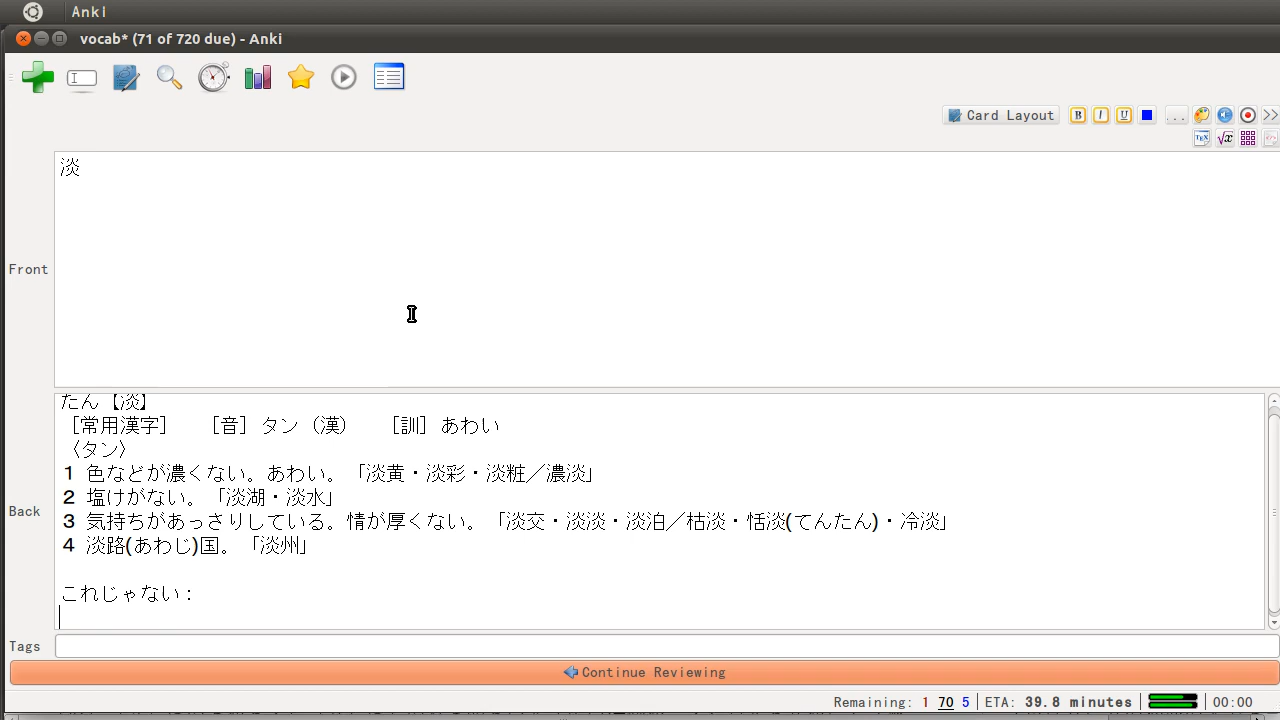 Anki
vocab* (71 of 720 due) - Anki
Card Layout
B I U ... >>
TEX √x
Front
淡
Back
たん【淡】
［常用漢字］ ［音］タン（漢） ［訓］あわい
〈タン〉
1 色などが濃くない。あわい。「淡黄・淡彩・淡粧／濃淡」
2 塩けがない。「淡湖・淡水」
3 気持ちがあっさりしている。情が厚くない。「淡交・淡淡・淡泊／枯淡・恬淡(てんたん)・冷淡」
4 淡路(あわじ)国。「淡州」
これじゃない：
Tags
Continue Reviewing
Remaining: 1 70 5 ETA: 39.8 minutes 00:00